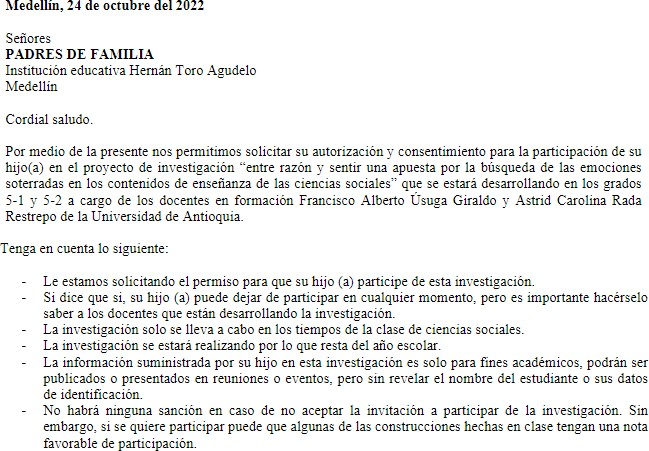 Medellín, 24 de octubre del 2022
Señores
PADRES DE FAMILIA
Institución educativa Hernán Toro Agudelo
Medellín
Cordial saludo.
Por medio de la presente nos permitimos solicitar su autorización y consentimiento para la participación de su
hijo(a) en el proyecto de investigación “entre razón y sentir una apuesta por la búsqueda de las emociones
soterradas en los contenidos de enseñanza de las ciencias sociales” que se estará desarrollando en los grados
5-1 y 5-2 a cargo de los docentes en formación Francisco Alberto Úsuga Giraldo y Astrid Carolina Rada
Restrepo de la Universidad de Antioquia.
Tenga en cuenta lo siguiente:
- Le estamos solicitando el permiso para que su hijo (a) participe de esta investigación.
- Si dice que si, su hijo (a) puede dejar de participar en cualquier momento, pero es importante hacérselo
saber a los docentes que están desarrollando la investigación.
- La investigación solo se lleva a cabo en los tiempos de la clase de ciencias sociales.
- La investigación se estará realizando por lo que resta del año escolar.
- La información suministrada por su hijo en esta investigación es solo para fines académicos, podrán ser
publicados o presentados en reuniones o eventos, pero sin revelar el nombre del estudiante o sus datos
de identificación.
- No habrá ninguna sanción en caso de no aceptar la invitación a participar de la investigación. Sin
embargo, si se quiere participar puede que algunas de las construcciones hechas en clase tengan una nota
favorable de participación.